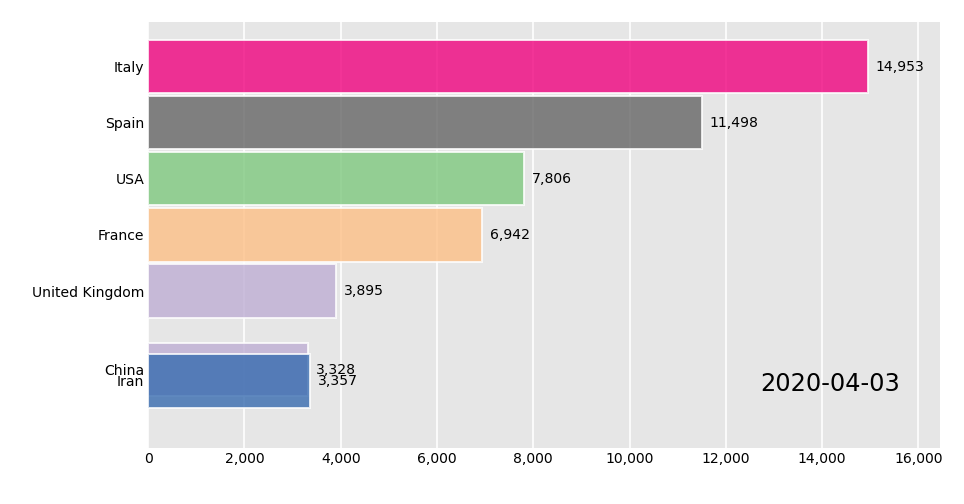 Italy 14,953
Spain 11,498
USA 7,806
France 6,942
United Kingdom 3,895
China 3,328
Iran 3,357
2020-04-03
0 2,000 4,000 6,000 8,000 10,000 12,000 14,000 16,000